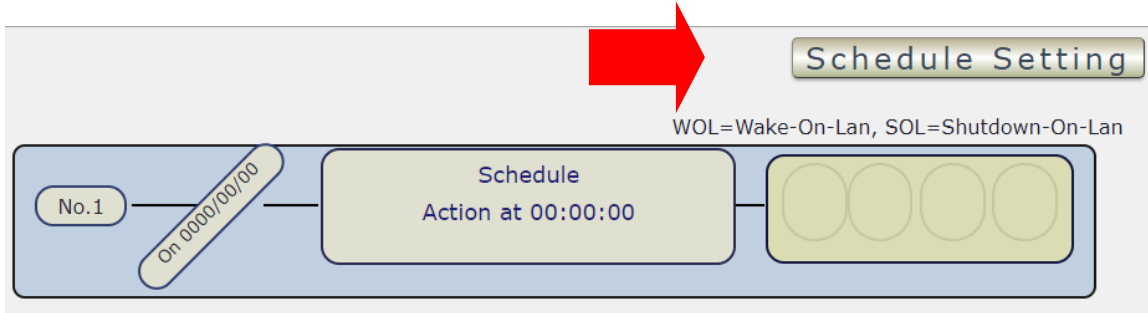 Schedule Setting
WOL=Wake-On-Lan, SOL=Shutdown-On-Lan
No.1
On 0000/00/00
Schedule
Action at 00:00:00